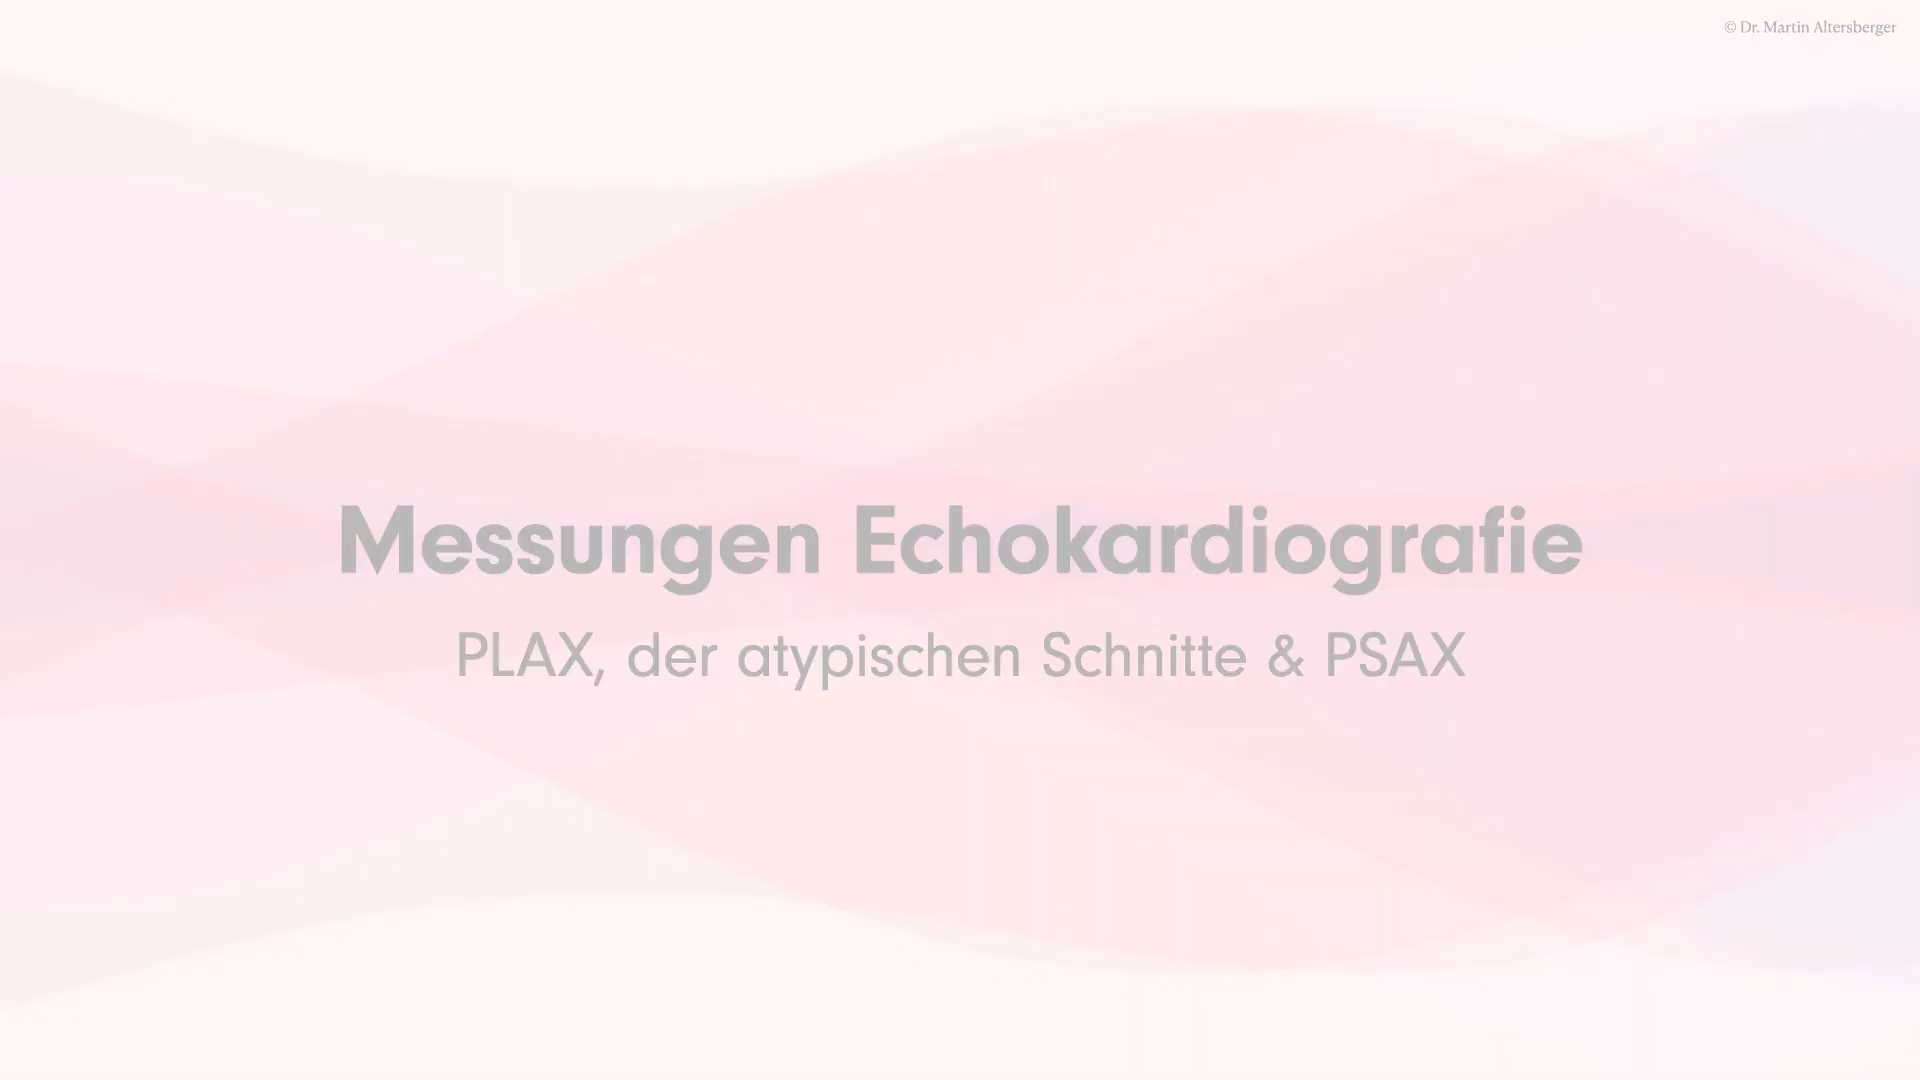 © Dr. Martin Altersberger
Messungen Echokardiografie
PLAX, der atypischen Schnitte & PSAX